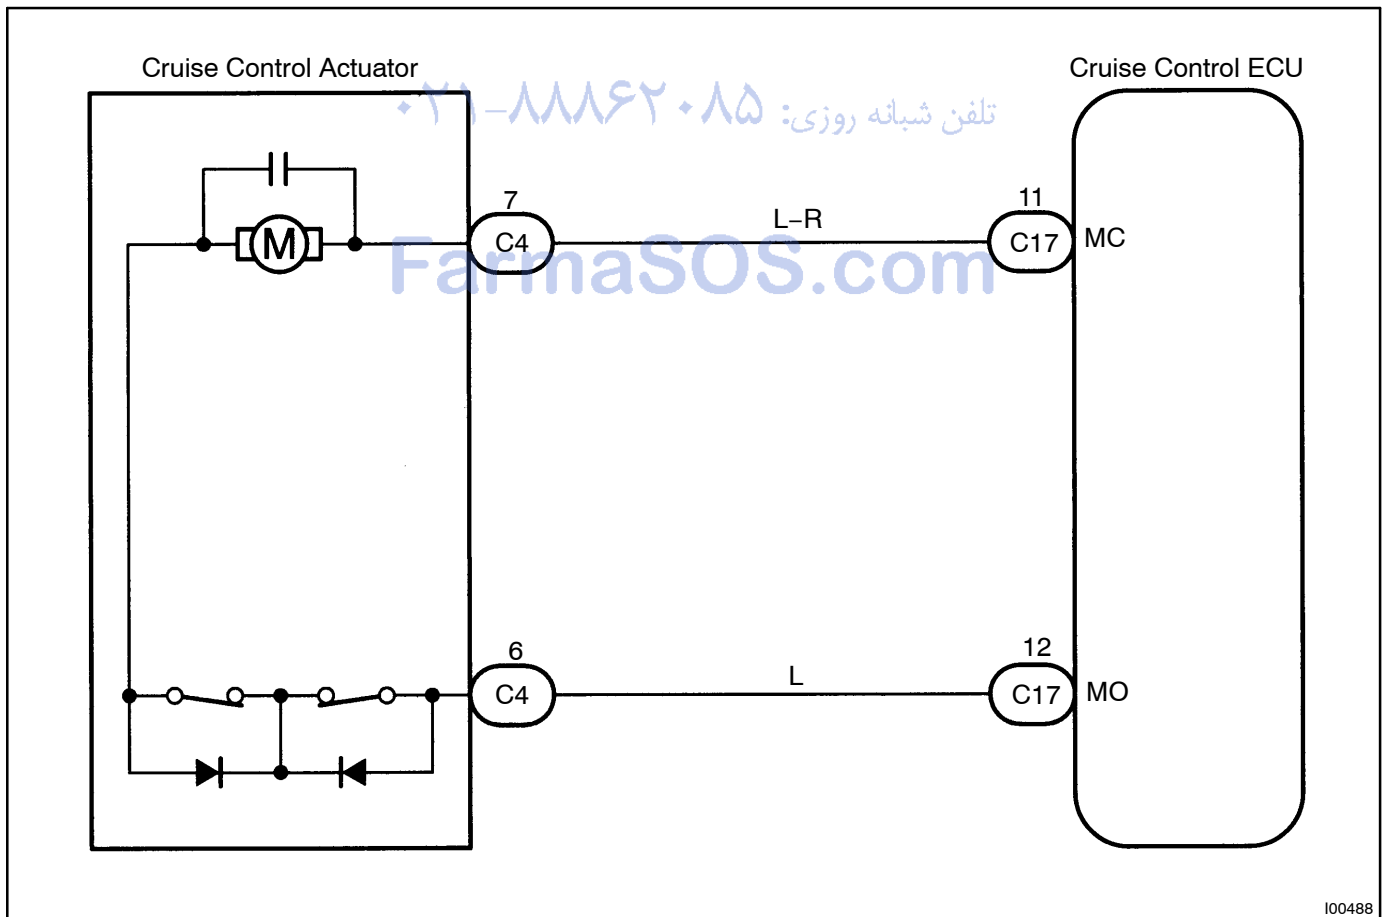 Cruise Control Actuator
Cruise Control ECU
تلفن شبانه روزی: ۸۸۸۶۲۰۸۵-۰۲۱
7
L-R
11
C4
C17
MC
FarmaSOS.com
M
6
L
12
C4
C17
MO
I00488